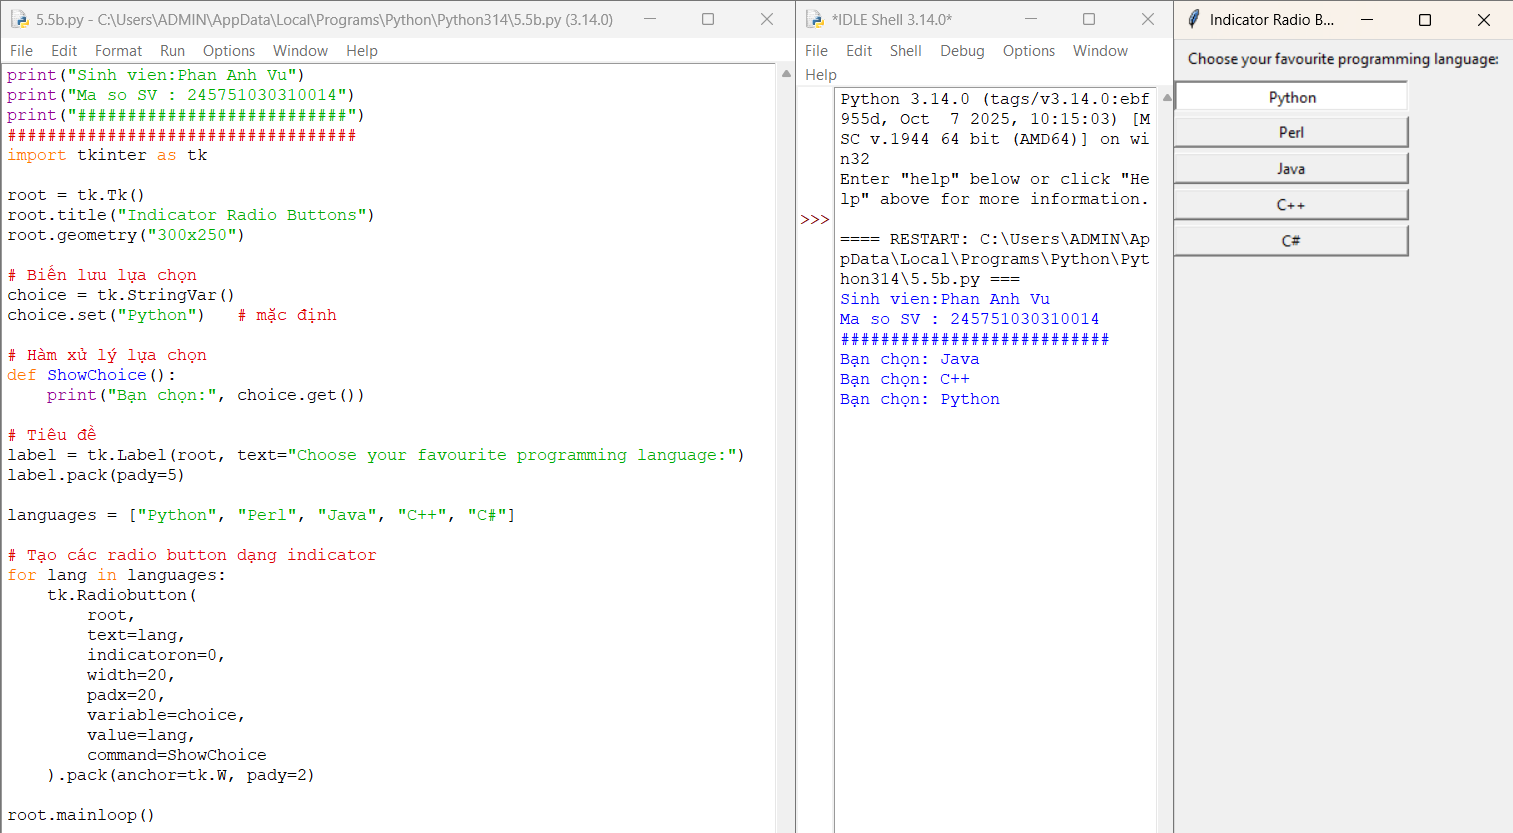 5.5b.py - C:\Users\ADMIN\AppData\Local\Programs\Python\Python314\5.5b.py (3.14.0)
File Edit Format Run Options Window Help
print("Sinh vien:Phan Anh Vu")
print("Ma so SV : 245751030310014")
print("###########################")
###################################
import tkinter as tk

root = tk.Tk()
root.title("Indicator Radio Buttons")
root.geometry("300x250")

# Biến lưu lựa chọn
choice = tk.StringVar()
choice.set("Python")   # mặc định

# Hàm xử lý lựa chọn
def ShowChoice():
    print("Bạn chọn:", choice.get())

# Tiêu đề
label = tk.Label(root, text="Choose your favourite programming language:")
label.pack(pady=5)

languages = ["Python", "Perl", "Java", "C++", "C#"]

# Tạo các radio button dạng indicator
for lang in languages:
    tk.Radiobutton(
        root,
        text=lang,
        indicatoron=0,
        width=20,
        padx=20,
        variable=choice,
        value=lang,
        command=ShowChoice
    ).pack(anchor=tk.W, pady=2)

root.mainloop()
*IDLE Shell 3.14.0*
File Edit Shell Debug Options Window
Help
Python 3.14.0 (tags/v3.14.0:ebf
955d, Oct  7 2025, 10:15:03) [M
SC v.1944 64 bit (AMD64)] on wi
n32
Enter "help" below or click "He
lp" above for more information.
>>>
==== RESTART: C:\Users\ADMIN\Ap
pData\Local\Programs\Python\Pyt
hon314\5.5b.py ===
Sinh vien:Phan Anh Vu
Ma so SV : 245751030310014
###########################
Bạn chọn: Java
Bạn chọn: C++
Bạn chọn: Python
Indicator Radio B...
Choose your favourite programming language:
Python
Perl
Java
C++
C#